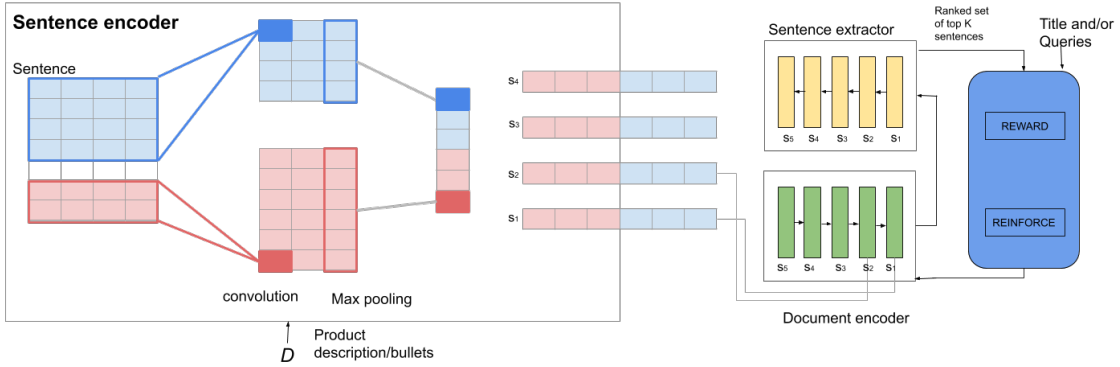 Sentence encoder
Sentence
convolution
Max pooling
D
Product
description/bullets
S4
S3
S2
S1
Sentence extractor
S5 S4 S3 S2 S1
S5 S4 S3 S2 S1
Document encoder
Ranked set
of top K
sentences
Title and/or
Queries
REWARD
REINFORCE